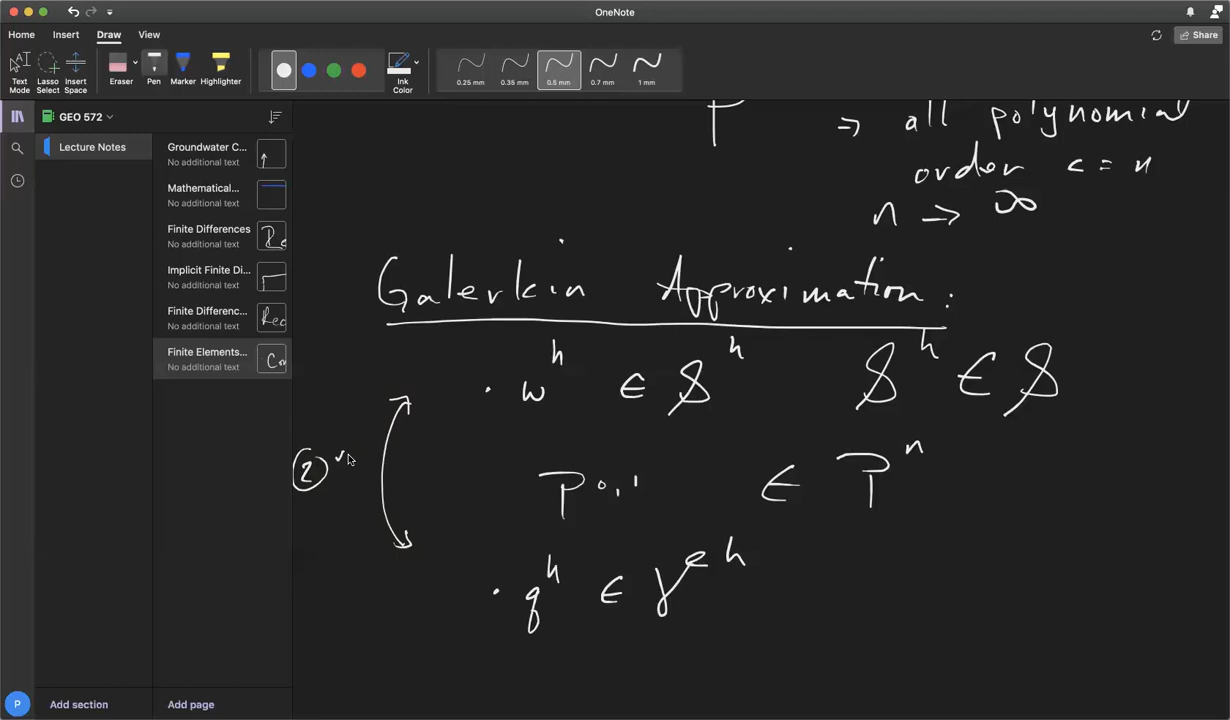 OneNote
Home Insert Draw View
Share
Text Mode
Lasso Select
Insert Space
Eraser
Pen
Marker
Highlighter
Ink Color
0.25 mm
0.35 mm
0.5 mm
0.7 mm
1 mm
GEO 572
Lecture Notes
Groundwater C...
No additional text
Mathematical...
No additional text
Finite Differences
No additional text
Implicit Finite Di...
No additional text
Finite Differenc...
No additional text
Finite Elements...
No additional text
P ⇒ all polynomial
order < = n
n → ∞
Galerkin Approximation:
· w^h ∈ S^h S^h ∈ S
②
P^0,1 ∈ P^n
· q^h ∈ γ^e h
P
Add section
Add page